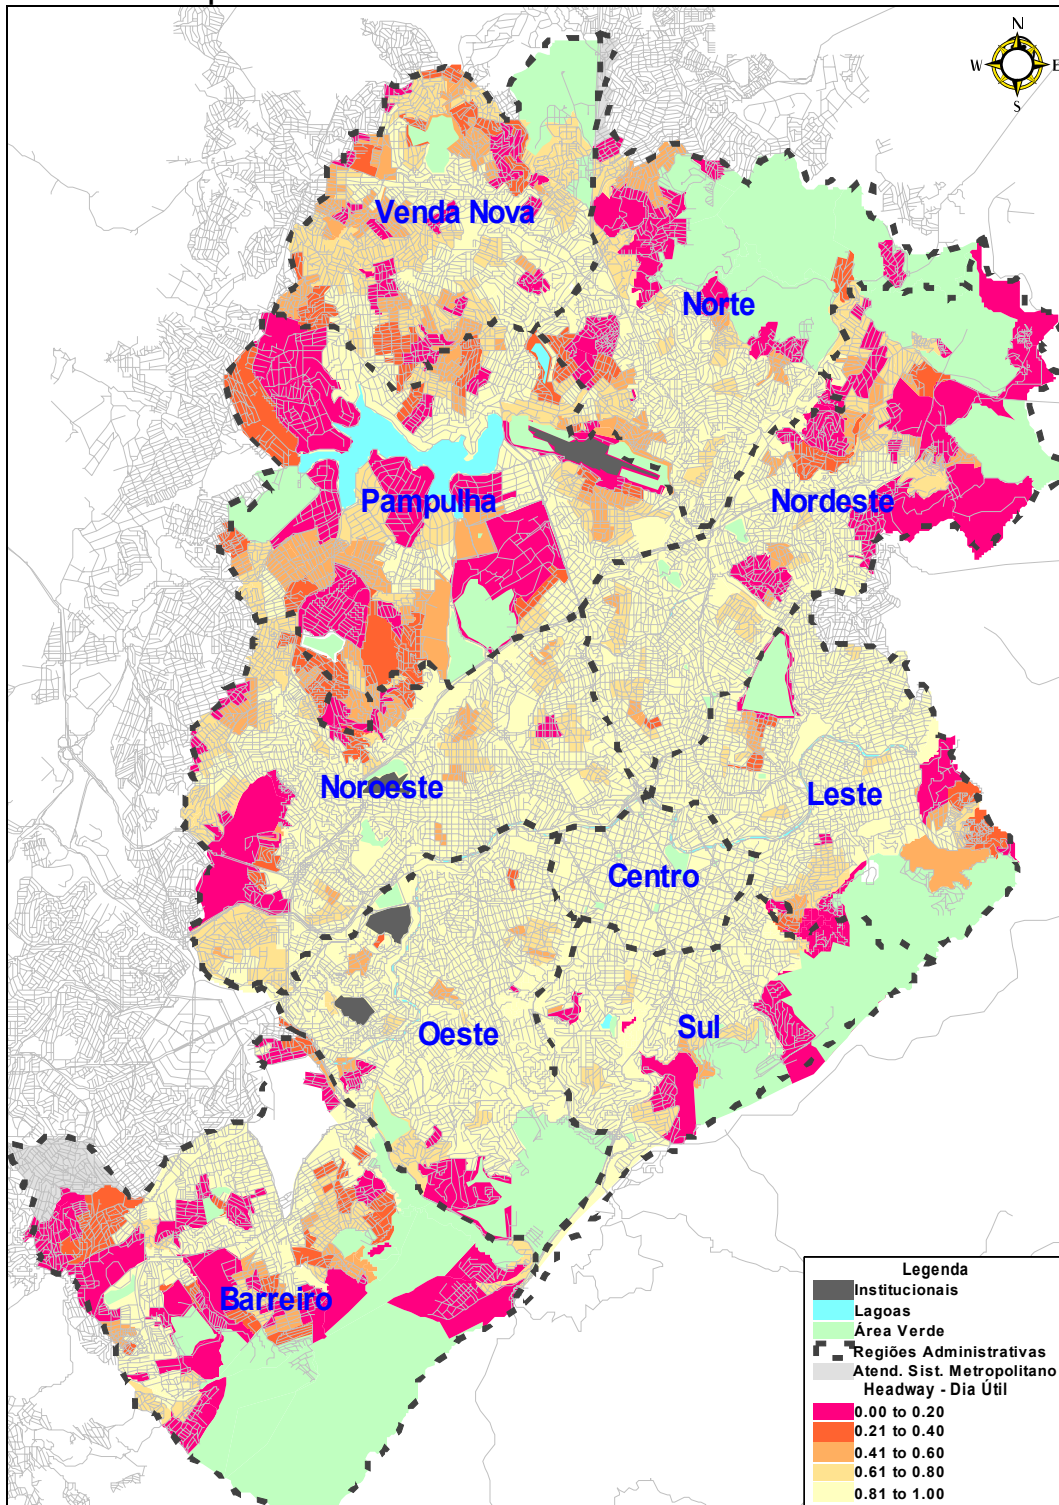 N
W E
S
Venda Nova
Norte
Pampulha
Nordeste
Noroeste
Leste
Centro
Oeste
Sul
Barreiro
Legenda
Institucionais
Lagoas
Área Verde
Regiões Administrativas
Atend. Sist. Metropolitano
Headway - Dia Útil
0.00 to 0.20
0.21 to 0.40
0.41 to 0.60
0.61 to 0.80
0.81 to 1.00